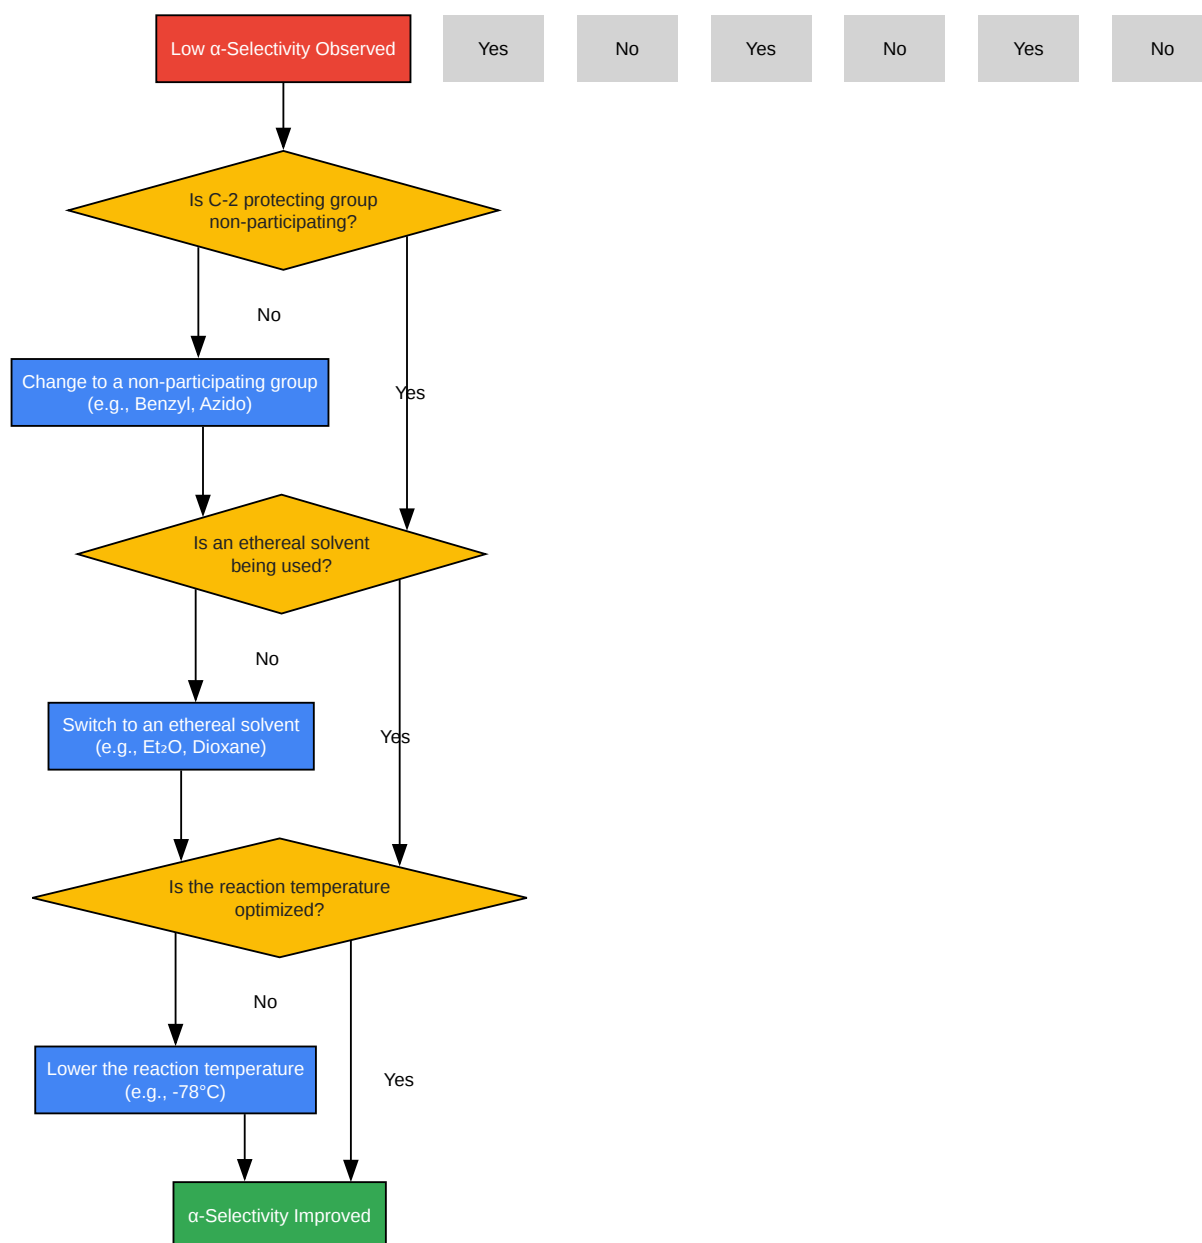 Low α-Selectivity Observed
Yes
No
Yes
No
Yes
No
Is C-2 protecting group
non-participating?
No
Change to a non-participating group
(e.g., Benzyl, Azido)
Yes
Is an ethereal solvent
being used?
No
Switch to an ethereal solvent
(e.g., Et₂O, Dioxane)
Yes
Is the reaction temperature
optimized?
No
Lower the reaction temperature
(e.g., -78°C)
Yes
α-Selectivity Improved